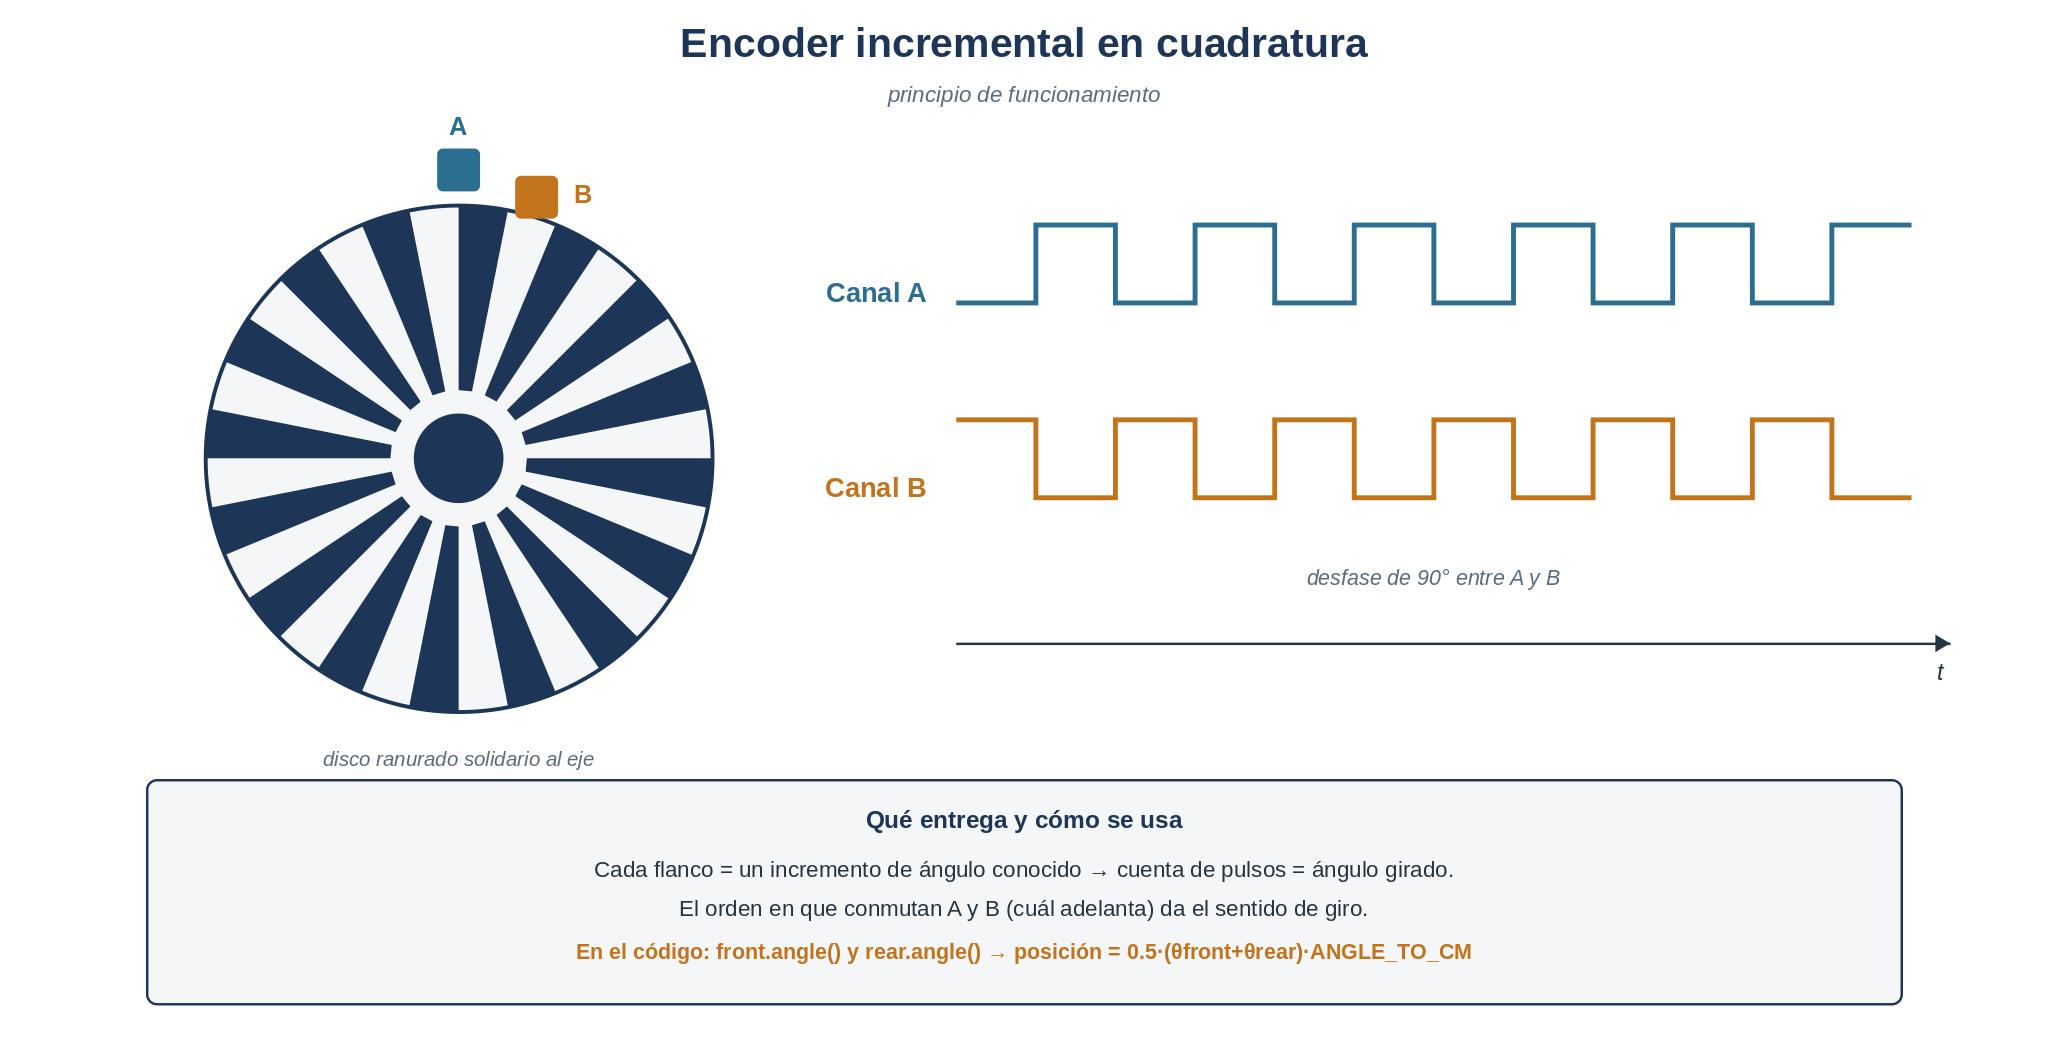 Encoder incremental en cuadratura
principio de funcionamiento
A
B
Canal A
Canal B
desfase de 90° entre A y B
t
disco ranurado solidario al eje
Qué entrega y cómo se usa
Cada flanco = un incremento de ángulo conocido → cuenta de pulsos = ángulo girado.
El orden en que conmutan A y B (cuál adelanta) da el sentido de giro.
En el código: front.angle() y rear.angle() → posición = 0.5·(θfront+θrear)·ANGLE_TO_CM